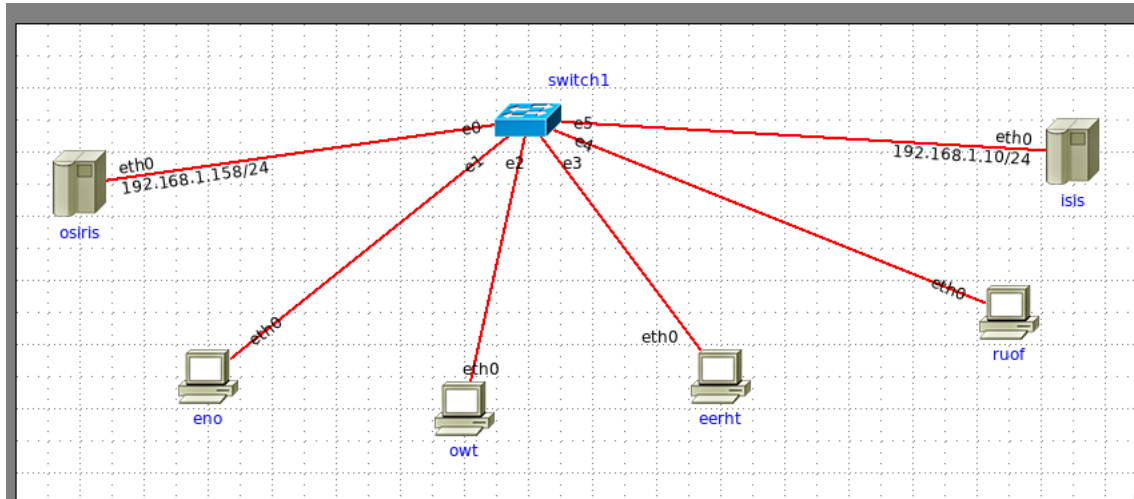 switch1
e0
e5
e4
e1
e2
e3
eth0
192.168.1.158/24
osiris
eth0
192.168.1.10/24
isis
eth0
eno
eth0
owt
eth0
eerht
eth0
ruof